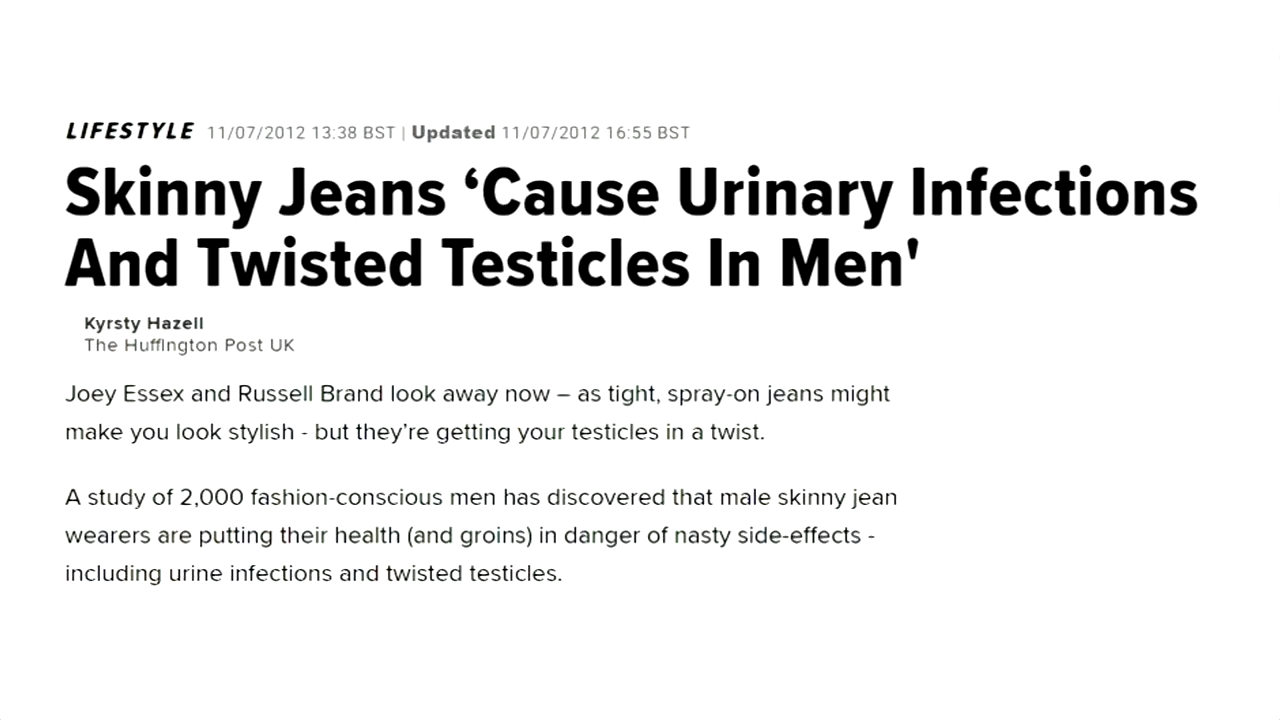 LIFESTYLE 11/07/2012 13:38 BST | Updated 11/07/2012 16:55 BST
Skinny Jeans ‘Cause Urinary Infections
And Twisted Testicles In Men'
Kyrsty Hazell
The Huffington Post UK
Joey Essex and Russell Brand look away now – as tight, spray-on jeans might
make you look stylish - but they’re getting your testicles in a twist.
A study of 2,000 fashion-conscious men has discovered that male skinny jean
wearers are putting their health (and groins) in danger of nasty side-effects -
including urine infections and twisted testicles.